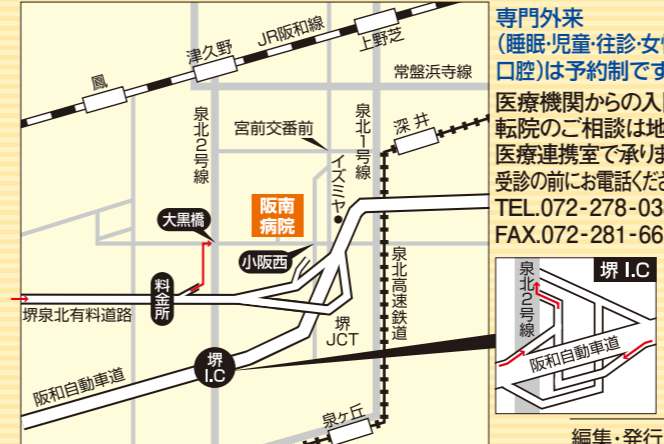 鳳
津久野
JR阪和線
上野芝
常盤浜寺線
泉北2号線
宮前交番前
泉北1号線
深井
イズミヤ
阪南
病院
大黒橋
小阪西
料金所
堺泉北有料道路
堺
JCT
泉北高速鉄道
阪和自動車道
堺
I.C
泉ヶ丘
専門外来
(睡眠・児童・往診・女性
口腔)は予約制です
医療機関からの入
転院のご相談は地
医療連携室で承りま
受診の前にお電話くださ
TEL.072-278-03
FAX.072-281-66
堺 I.C
泉北2号線
阪和自動車道
編集・発行